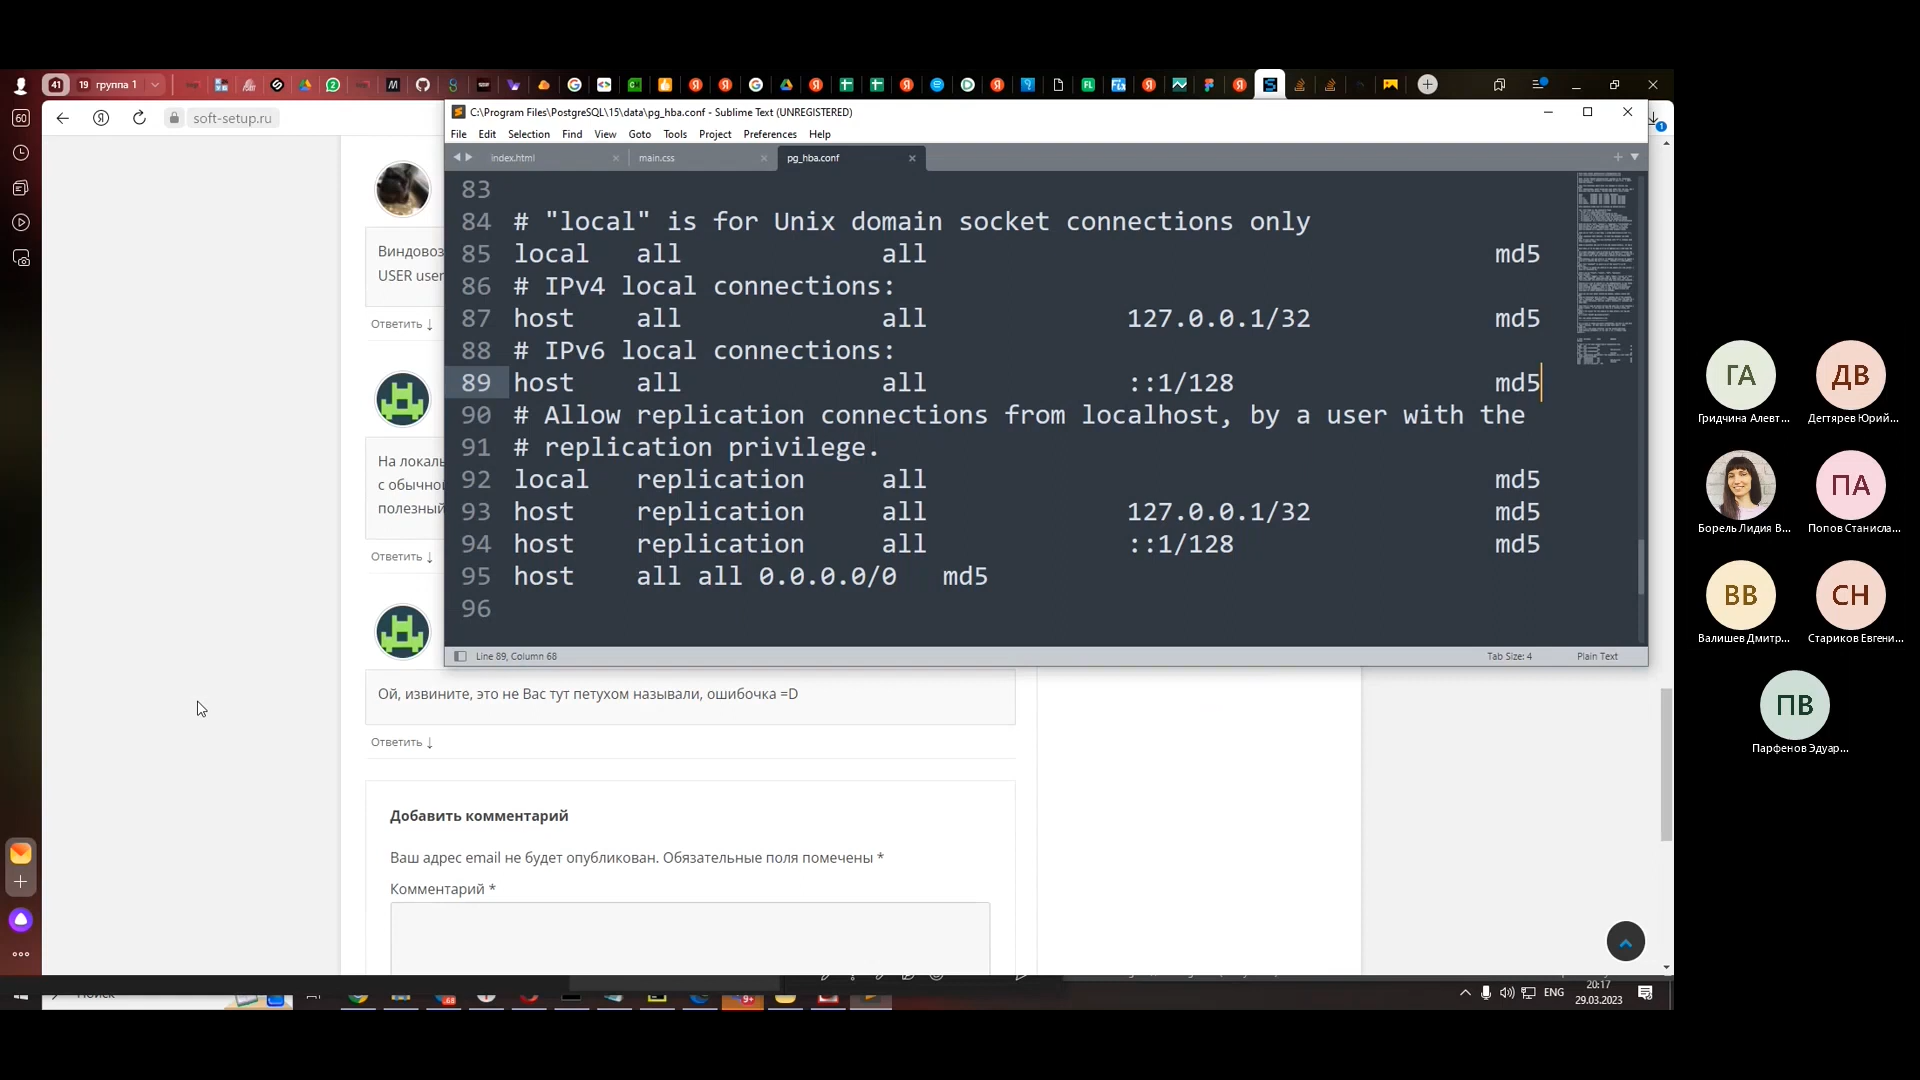 41
19
группа 1
60
soft-setup.ru
1
C:\Program Files\PostgreSQL\15\data\pg_hba.conf - Sublime Text (UNREGISTERED)
File Edit Selection Find View Goto Tools Project Preferences Help
index.html
main.css
pg_hba.conf
83
84 # "local" is for Unix domain socket connections only
85 local all all md5
86 # IPv4 local connections:
87 host all all 127.0.0.1/32 md5
88 # IPv6 local connections:
89 host all all ::1/128 md5
90 # Allow replication connections from localhost, by a user with the
91 # replication privilege.
92 local replication all md5
93 host replication all 127.0.0.1/32 md5
94 host replication all ::1/128 md5
95 host all all 0.0.0.0/0 md5
96
Line 89, Column 68
Tab Size: 4
Plain Text
Виндовоз
USER user
Ответить ↓
На локаль
с обычно
полезный
Ответить ↓
Ой, извините, это не Вас тут петухом называли, ошибочка =D
Ответить ↓
Добавить комментарий
Ваш адрес email не будет опубликован. Обязательные поля помечены *
Комментарий *
ENG
20:17
29.03.2023
ГА
Гридчина Алевт...
ДВ
Дегтярев Юрий...
Борель Лидия В...
ПА
Попов Станисла...
ВВ
Валишев Дмитр...
СН
Стариков Евгени...
ПВ
Парфенов Эдуар...